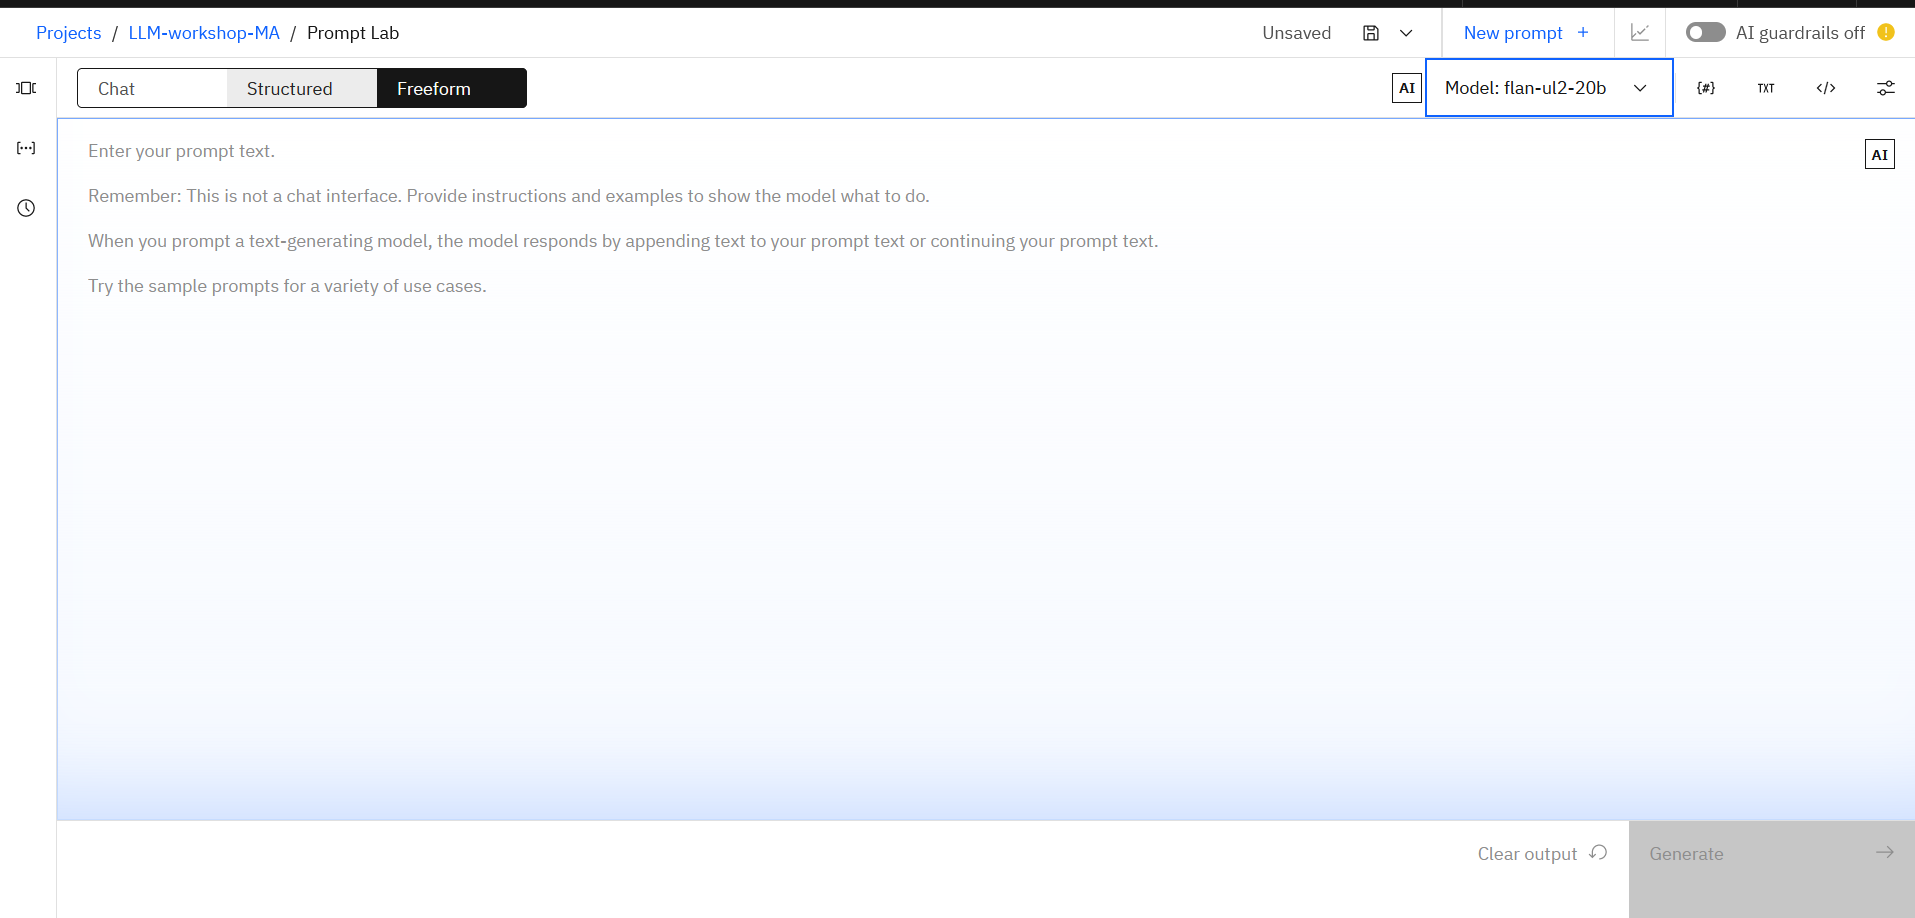 Projects / LLM-workshop-MA / Prompt Lab
Unsaved
New prompt +
AI guardrails off
Chat
Structured
Freeform
AI
Model: flan-ul2-20b
{#}
TXT
</>
Enter your prompt text.
AI
Remember: This is not a chat interface. Provide instructions and examples to show the model what to do.
When you prompt a text-generating model, the model responds by appending text to your prompt text or continuing your prompt text.
Try the sample prompts for a variety of use cases.
Clear output
Generate